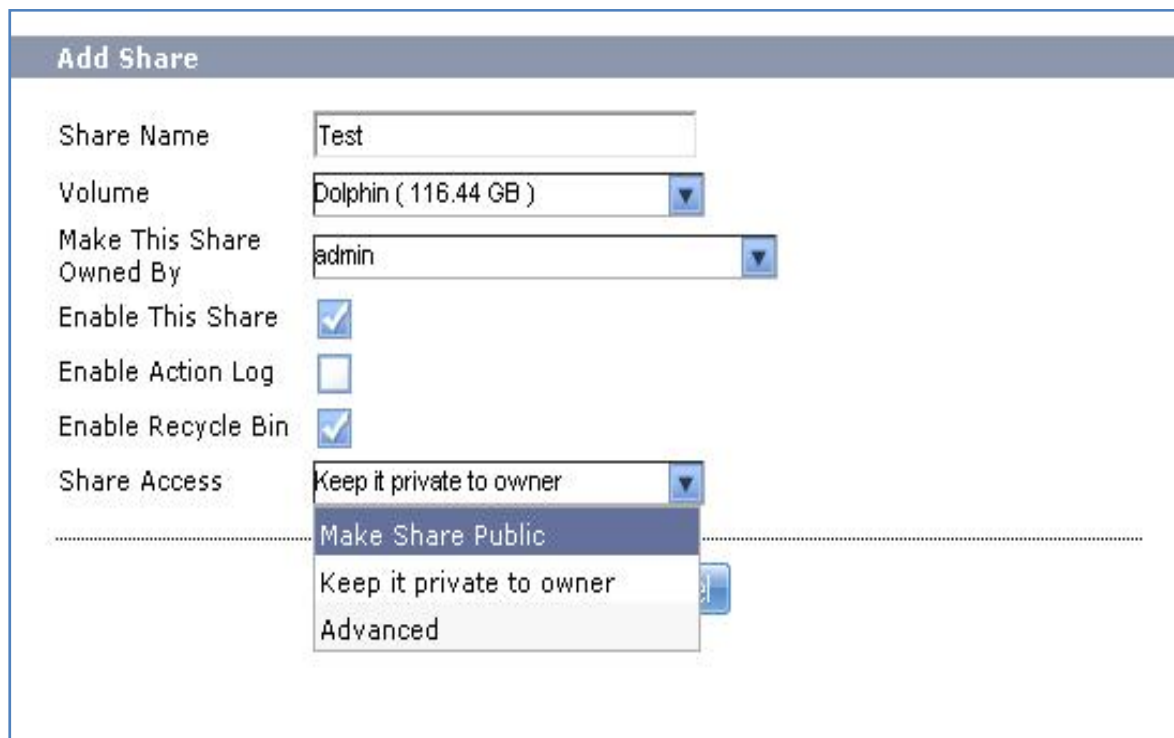 Add Share
Share Name Test
Volume Dolphin ( 116.44 GB )
Make This Share
Owned By admin
Enable This Share
Enable Action Log
Enable Recycle Bin
Share Access Keep it private to owner
Make Share Public
Keep it private to owner
Advanced